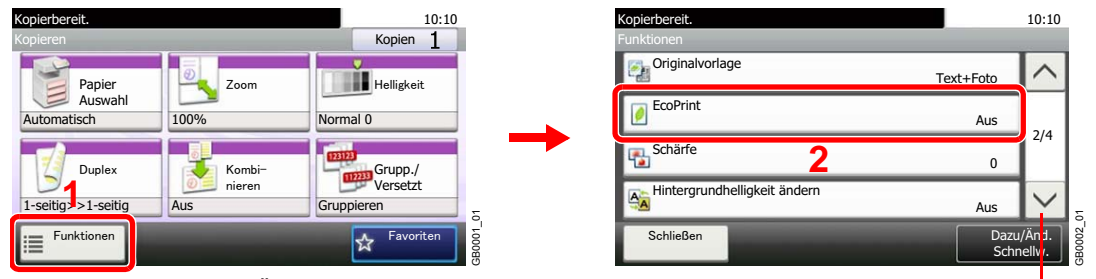 Kopierbereit.
10:10
Kopieren
Kopien 1
Papier
Auswahl
Automatisch
Zoom
100%
Helligkeit
Normal 0
Duplex
1-seitig>>1-seitig
Kombi-
nieren
Aus
123123
112233
Grupp./
Versetzt
Gruppieren
1
Funktionen
Favoriten
GB0001_01
Kopierbereit.
10:10
Funktionen
Originalvorlage
Text+Foto
EcoPrint
Aus
2/4
Schärfe
0
2
Hintergrundhelligkeit ändern
Aus
Schließen
Dazu/Änd.
Schnellw.
GB0002_01